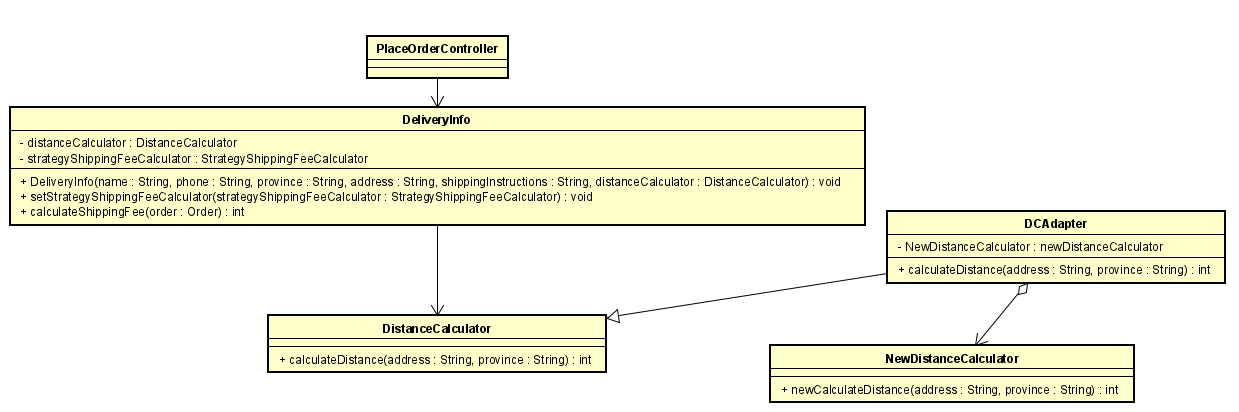 PlaceOrderController
DeliveryInfo
- distanceCalculator : DistanceCalculator
- strategyShippingFeeCalculator : StrategyShippingFeeCalculator
+ DeliveryInfo(name : String, phone : String, province : String, address : String, shippingInstructions : String, distanceCalculator : DistanceCalculator) : void
+ setStrategyShippingFeeCalculator(strategyShippingFeeCalculator : StrategyShippingFeeCalculator) : void
+ calculateShippingFee(order : Order) : int
DCAdapter
- NewDistanceCalculator : newDistanceCalculator
+ calculateDistance(address : String, province : String) : int
DistanceCalculator
+ calculateDistance(address : String, province : String) : int
NewDistanceCalculator
+ newCalculateDistance(address : String, province : String) : int